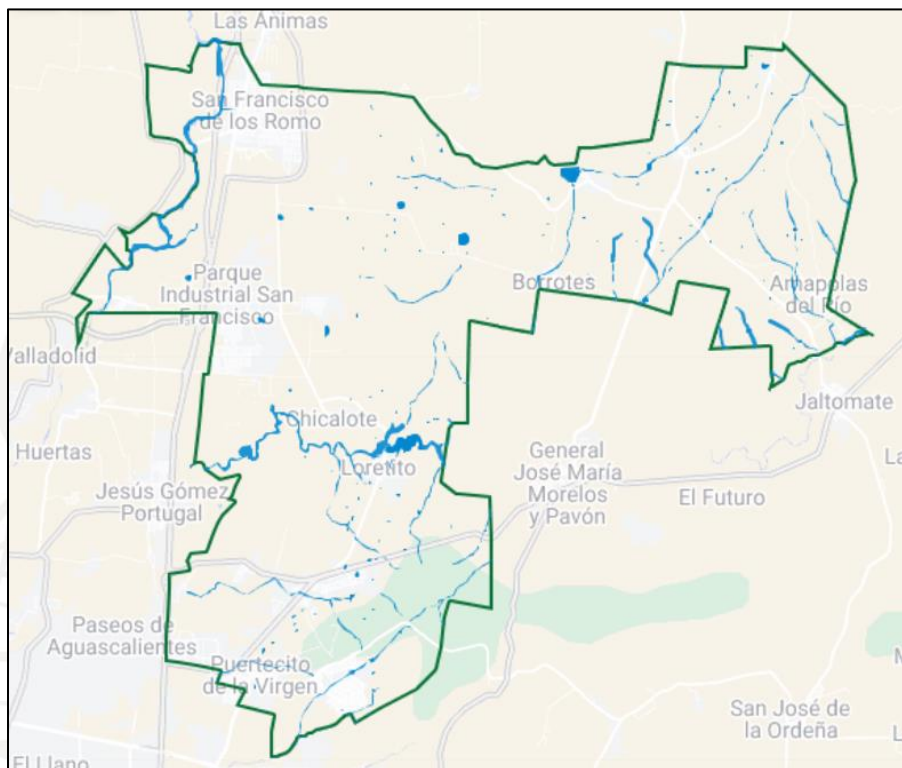 Las Animas
San Francisco
de los Romo
Parque
Industrial San
Francisco
Borrotes
Amapolas
del Río
Valladolid
Chicalote
Jaltomate
Huertas
Loretito
General
José María
Morelos
y Pavón
Jesús Gómez
Portugal
El Futuro
Paseos de
Aguascalientes
Puertecito
de la Virgen
San José de
la Ordeña
El Llano